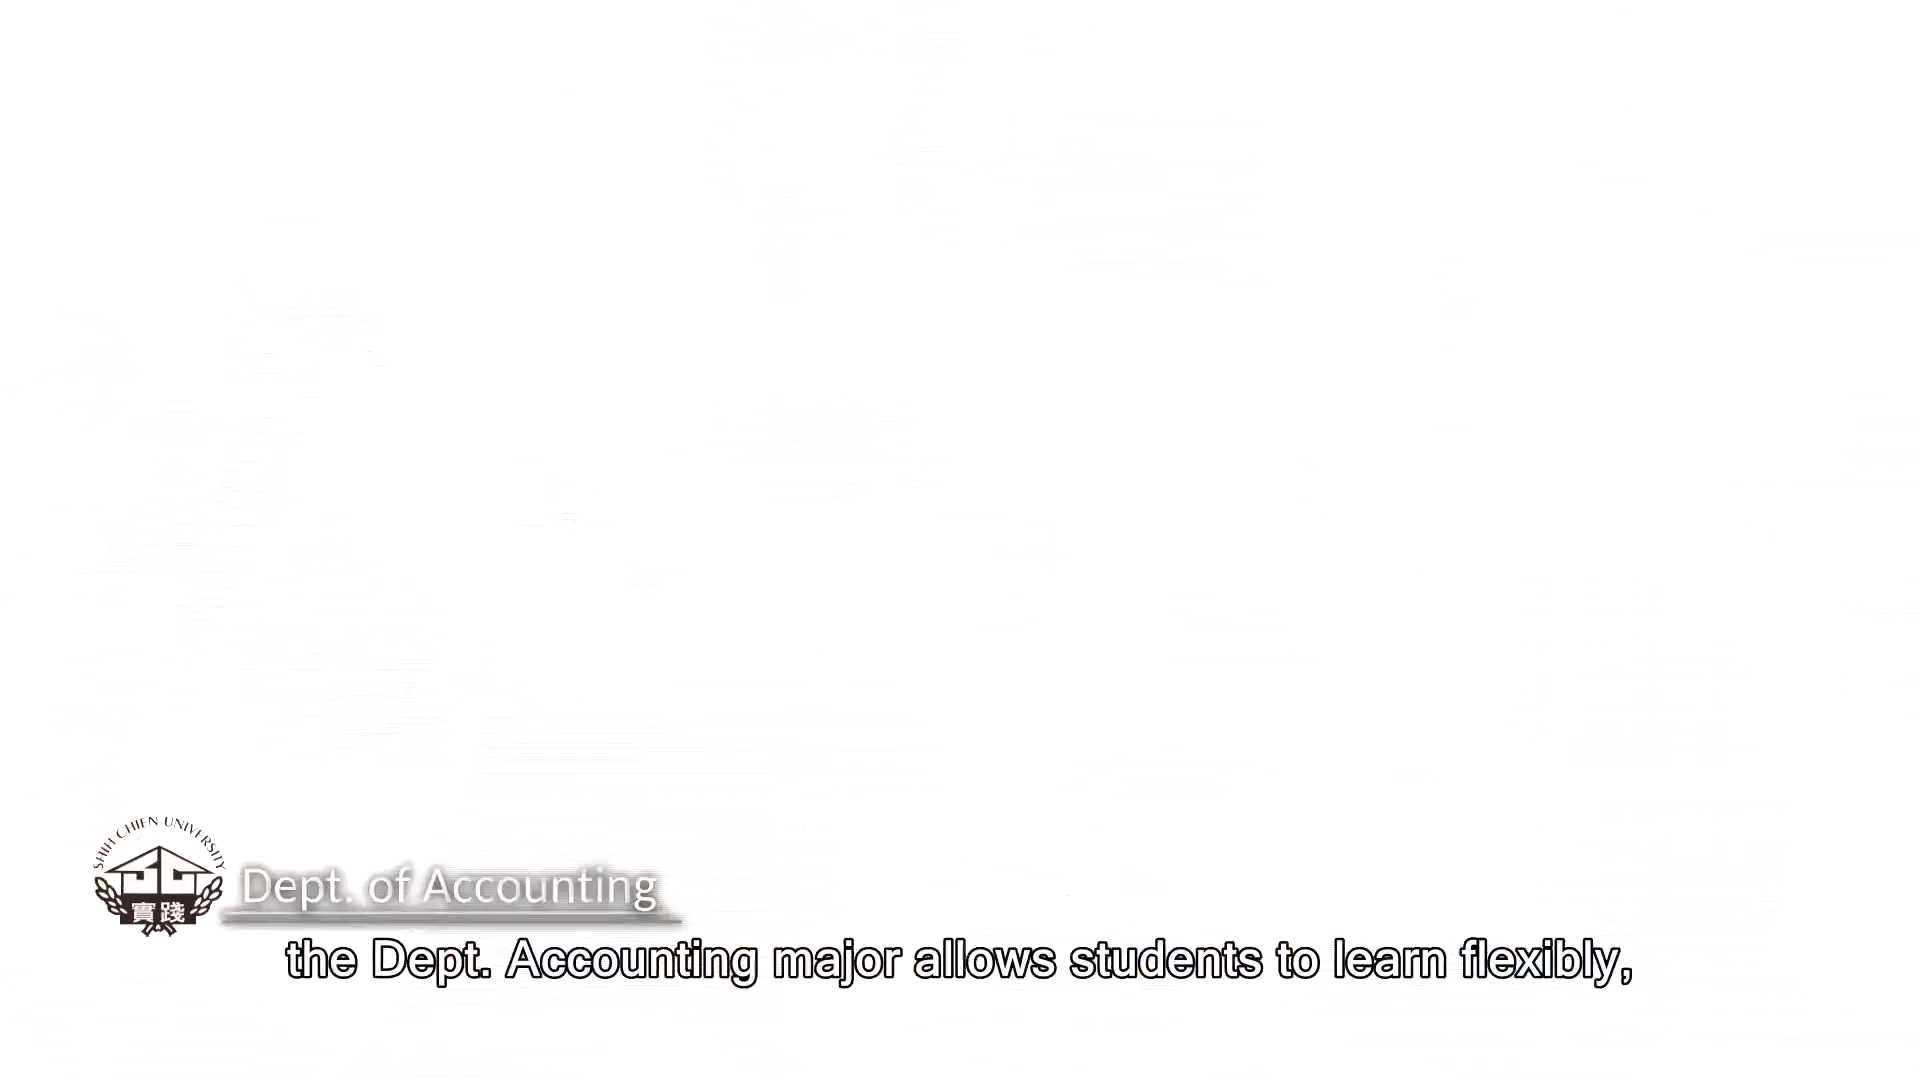 SHIH CHIEN UNIVERSITY
實踐
Dept. of Accounting
the Dept. Accounting major allows students to learn flexibly,